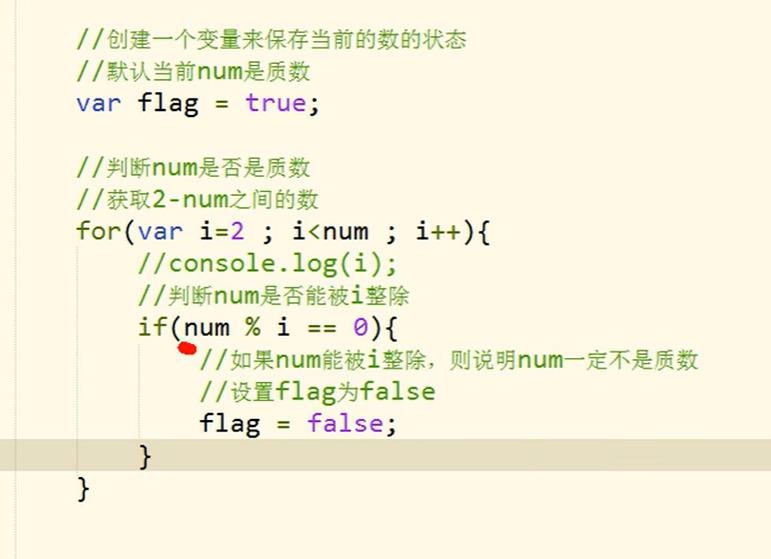 //创建一个变量来保存当前的数的状态
//默认当前num是质数
var flag = true;
//判断num是否是质数
//获取2-num之间的数
for(var i=2 ; i<num ; i++){
//console.log(i);
//判断num是否能被i整除
if(num % i == 0){
//如果num能被i整除，则说明num一定不是质数
//设置flag为false
flag = false;
}
}